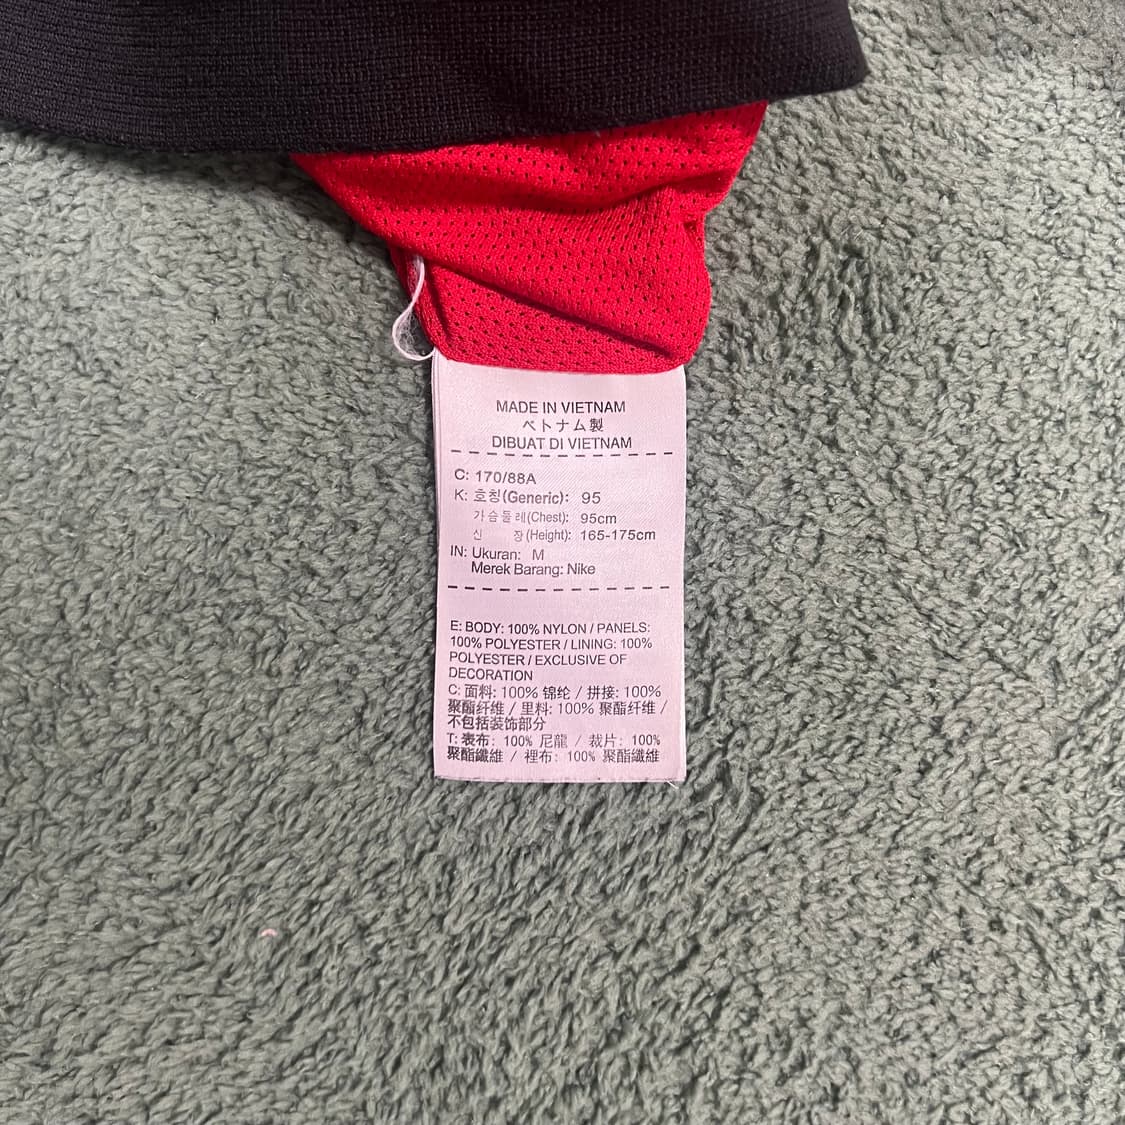 MADE IN VIETNAM
ベトナム製
DIBUAT DI VIETNAM
C: 170/88A
K: 호칭(Generic): 95
가슴둘레(Chest): 95cm
신 장(Height): 165-175cm
IN: Ukuran: M
Merek Barang: Nike
E: BODY: 100% NYLON / PANELS:
100% POLYESTER / LINING: 100%
POLYESTER / EXCLUSIVE OF
DECORATION
C: 面料: 100% 锦纶 / 拼接: 100%
聚酯纤维 / 里料: 100% 聚酯纤维 /
不包括装饰部分
T: 表布: 100% 尼龍 / 裁片: 100%
聚酯纖維 / 裡布: 100% 聚酯纖維